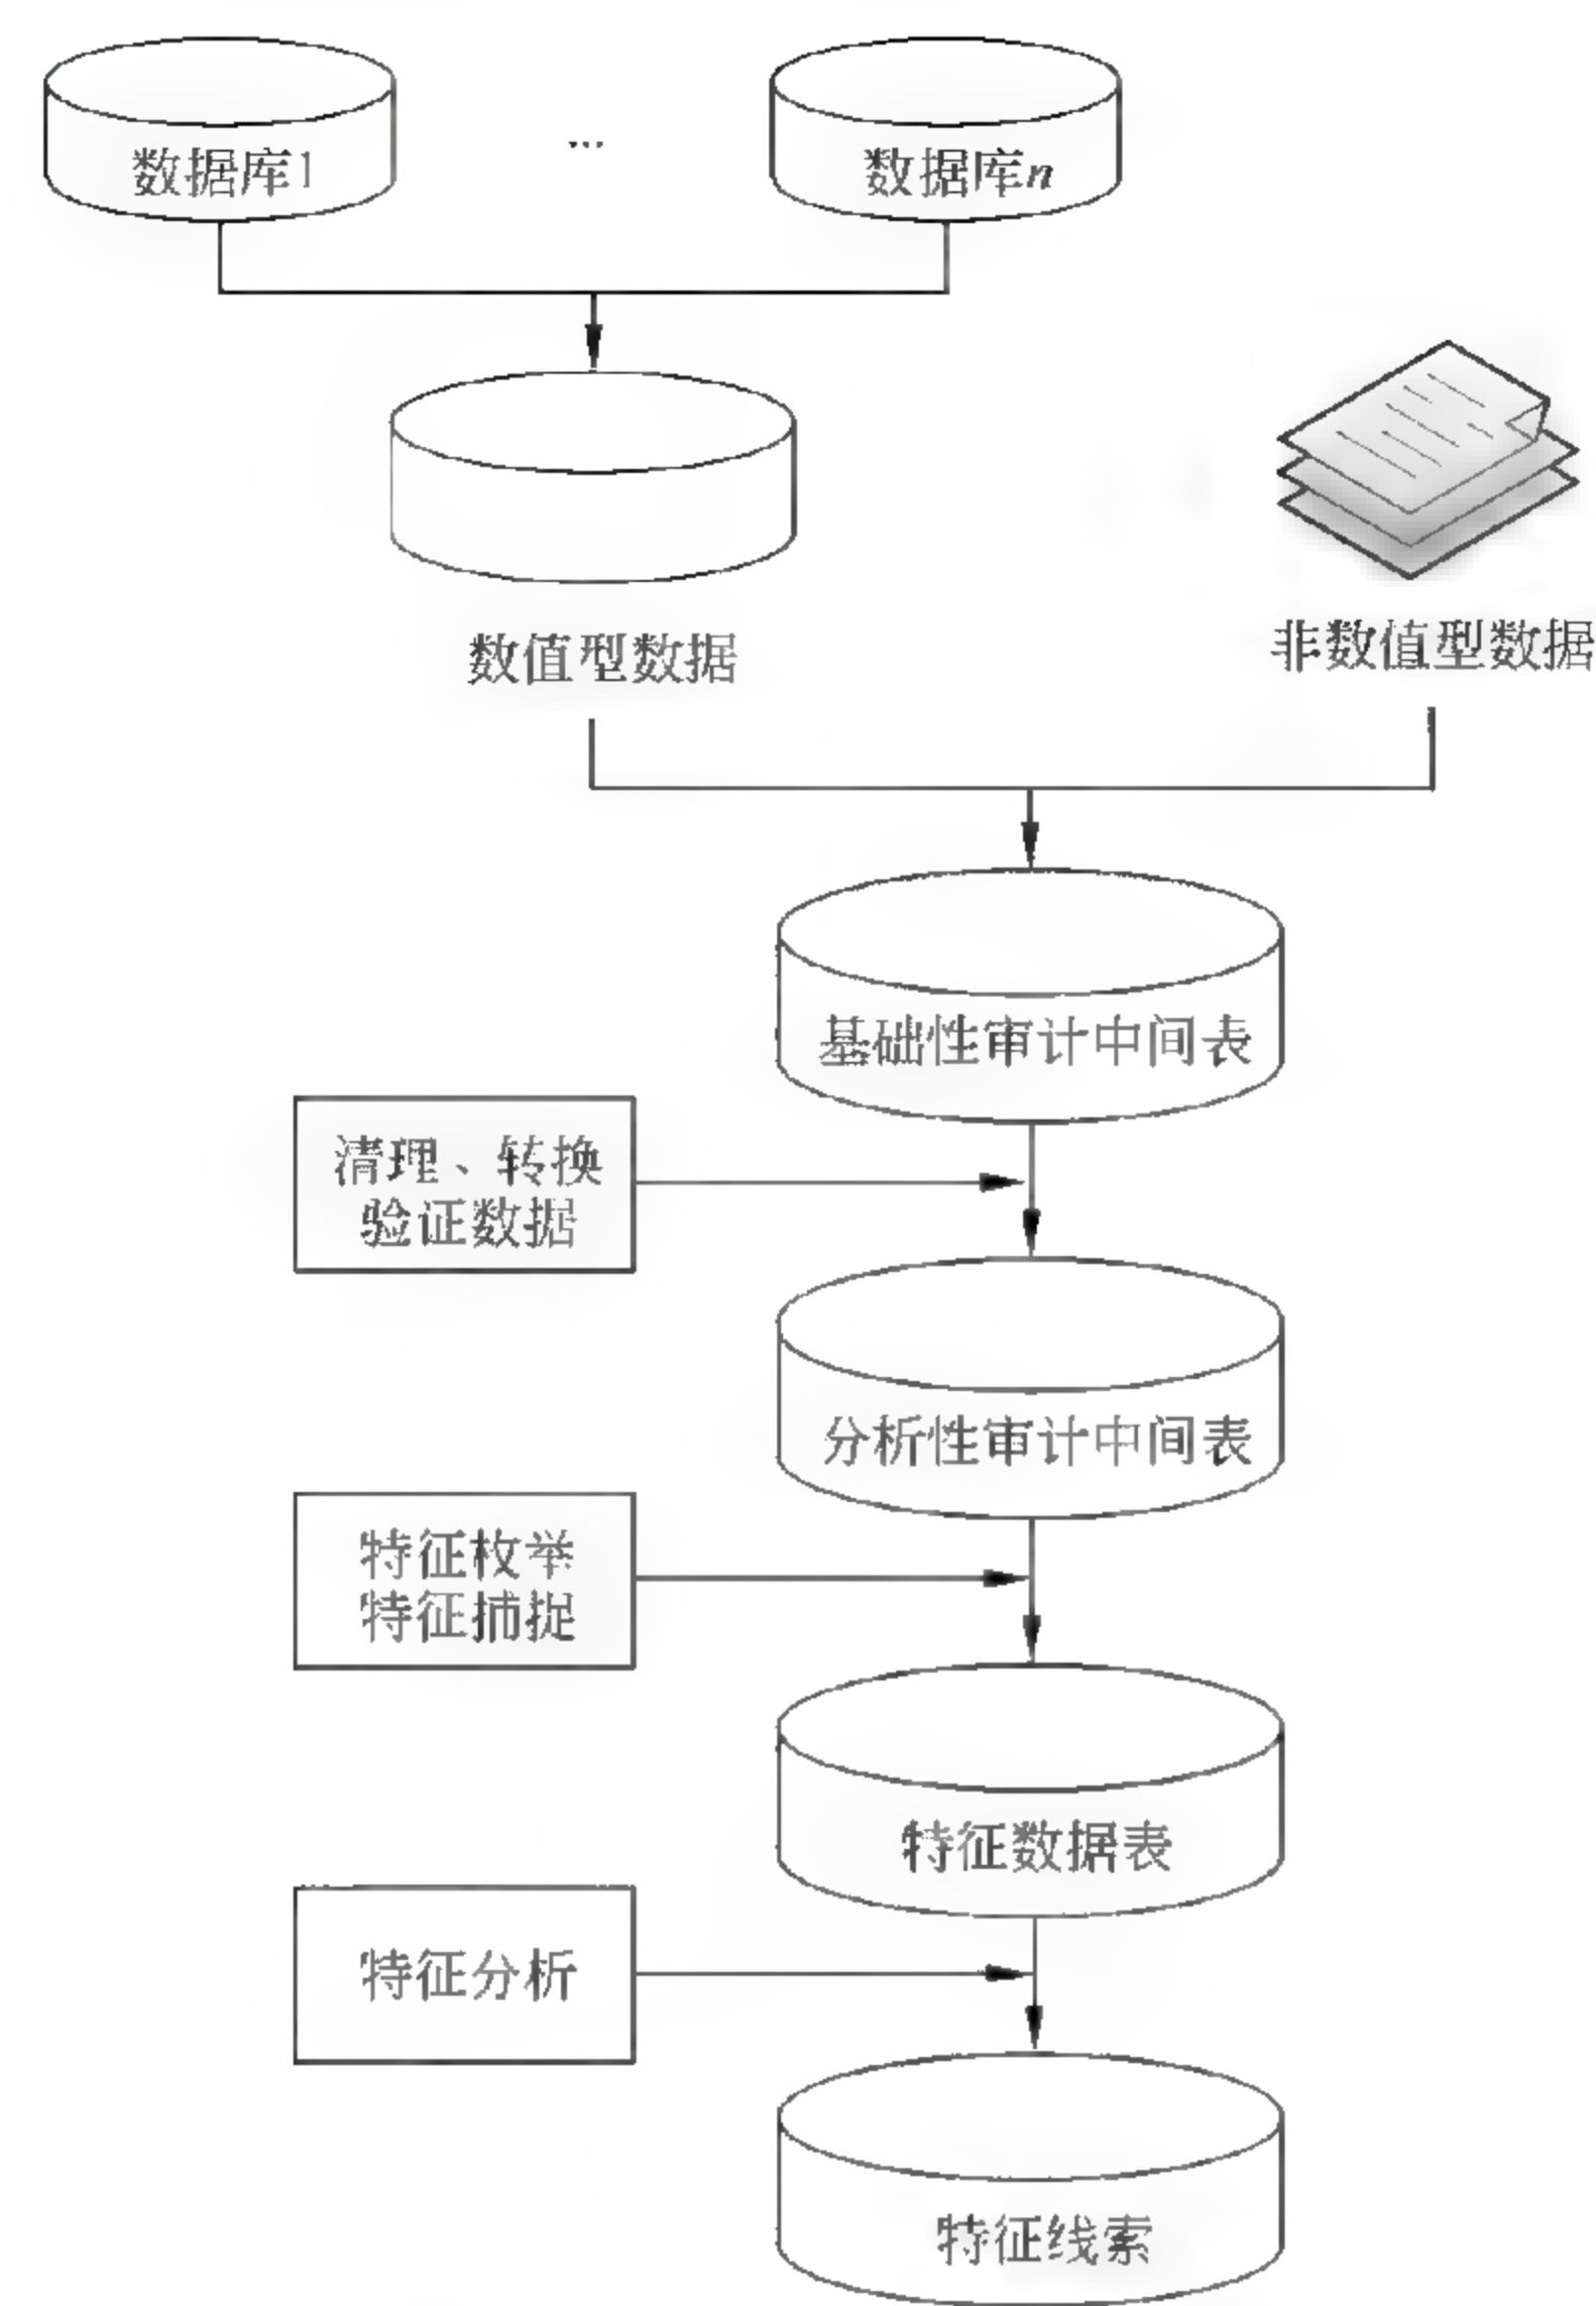 数据库1
...
数据库n
数值型数据
非数值型数据
基础性审计中间表
清理、转换
验证数据
分析性审计中间表
特征枚举
特征捕捉
特征数据表
特征分析
特征线索